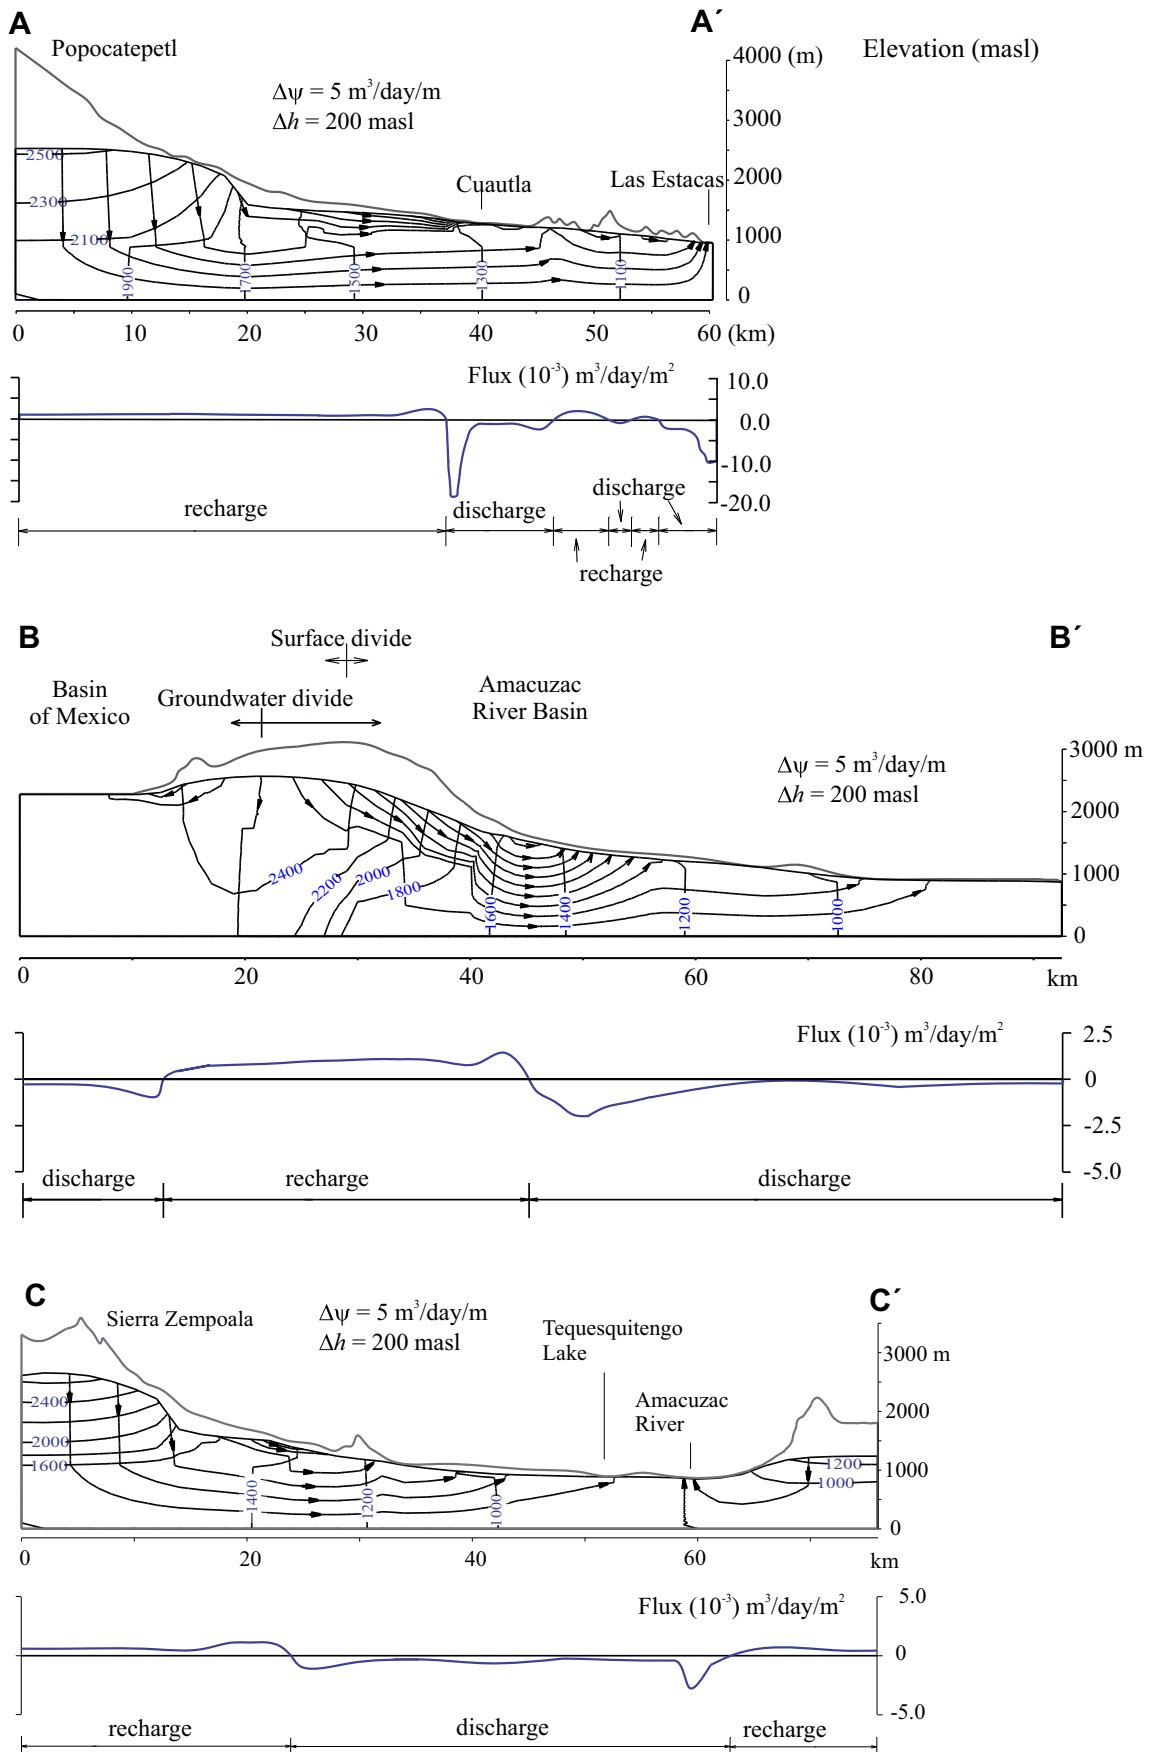 A
A´
Popocatepetl
4000 (m)
Elevation (masl)
Δψ = 5 m³/day/m
Δh = 200 masl
3000
Cuautla
Las Estacas
2000
1000
0
2500
2300
2100
1900
1700
1500
1300
1100
0 10 20 30 40 50 60 (km)
Flux (10⁻³) m³/day/m²
10.0
0.0
-10.0
-20.0
discharge
recharge
discharge
recharge
B
B´
Surface divide
Basin
of Mexico
Groundwater divide
Amacuzac
River Basin
Δψ = 5 m³/day/m
Δh = 200 masl
3000 m
2000
1000
0
2400
2200
2000
1800
1600
1400
1200
1000
0 20 40 60 80 km
Flux (10⁻³) m³/day/m²
2.5
0
-2.5
-5.0
discharge
recharge
discharge
C
C´
Sierra Zempoala
Δψ = 5 m³/day/m
Δh = 200 masl
Tequesquitengo
Lake
Amacuzac
River
3000 m
2000
1000
0
2400
2000
1600
1400
1200
1000
1200
1000
0 20 40 60 km
Flux (10⁻³) m³/day/m²
5.0
0
-5.0
recharge
discharge
recharge